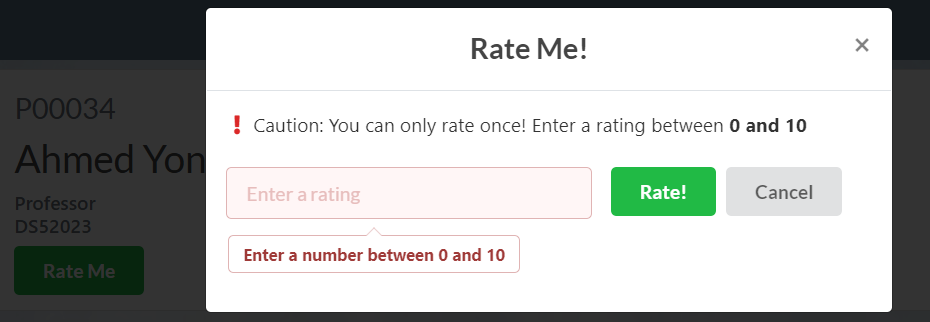 Rate Me!
×
Caution: You can only rate once! Enter a rating between 0 and 10
Enter a rating
Rate!
Cancel
Enter a number between 0 and 10
P00034
Ahmed Yon
Professor
DS52023
Rate Me